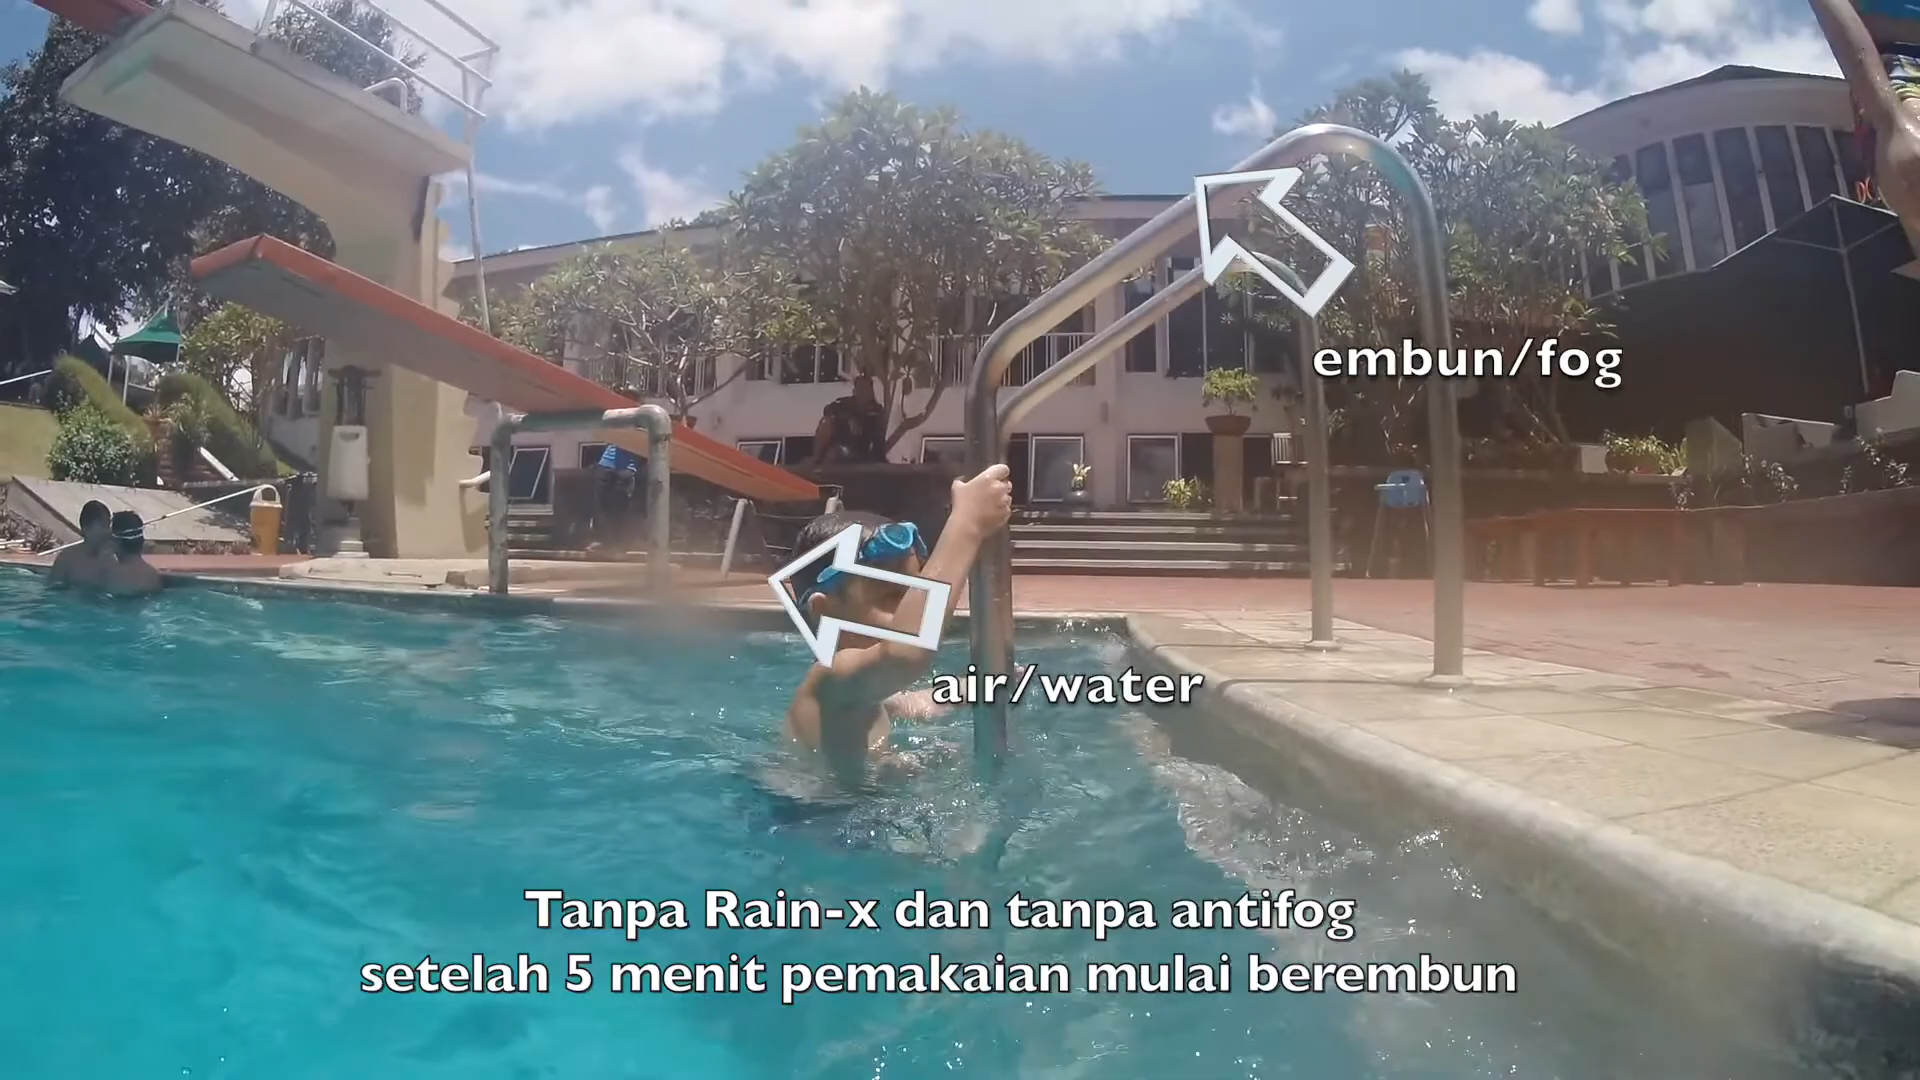 embun/fog
air/water
Tanpa Rain-x dan tanpa antifog
setelah 5 menit pemakaian mulai berembun